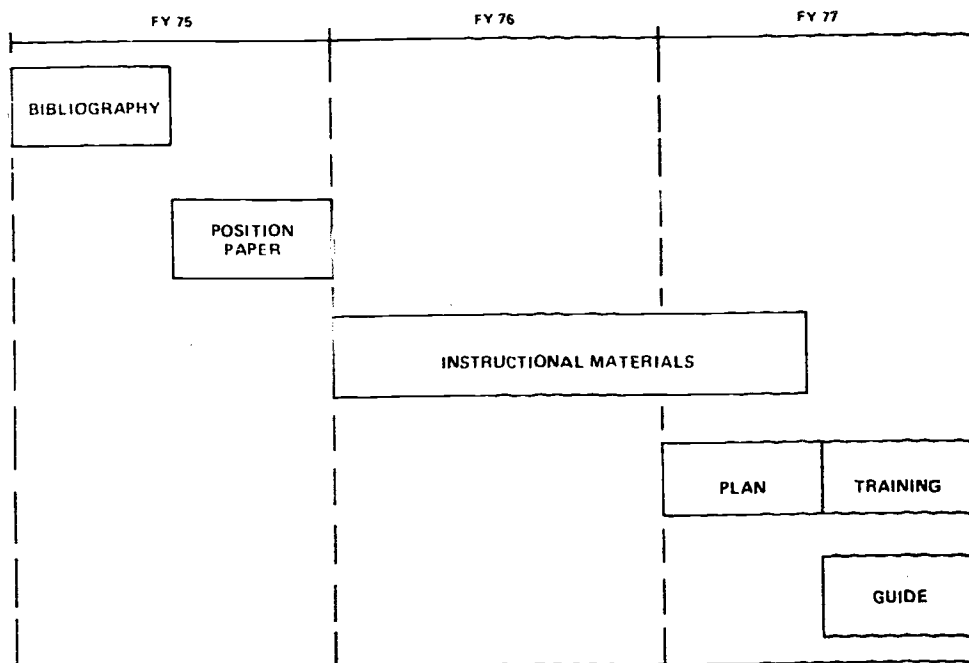 FY 75
FY 76
FY 77
BIBLIOGRAPHY
POSITION
PAPER
INSTRUCTIONAL MATERIALS
PLAN
TRAINING
GUIDE